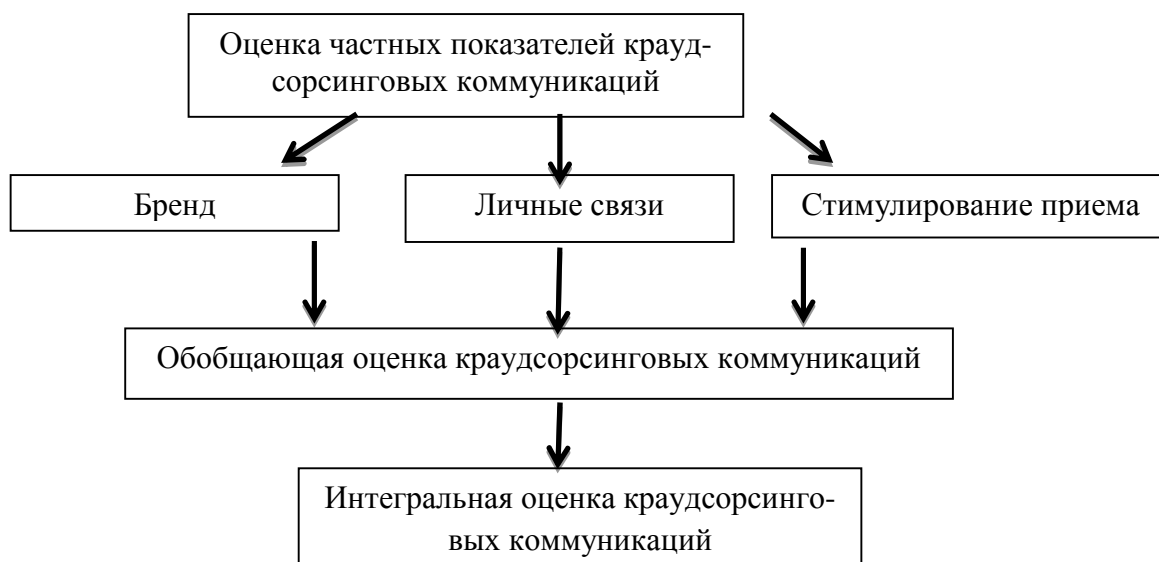 Оценка частных показателей крауд-
сорсинговых коммуникаций
Бренд
Личные связи
Стимулирование приема
Обобщающая оценка краудсорсинговых коммуникаций
Интегральная оценка краудсорсинго-
вых коммуникаций